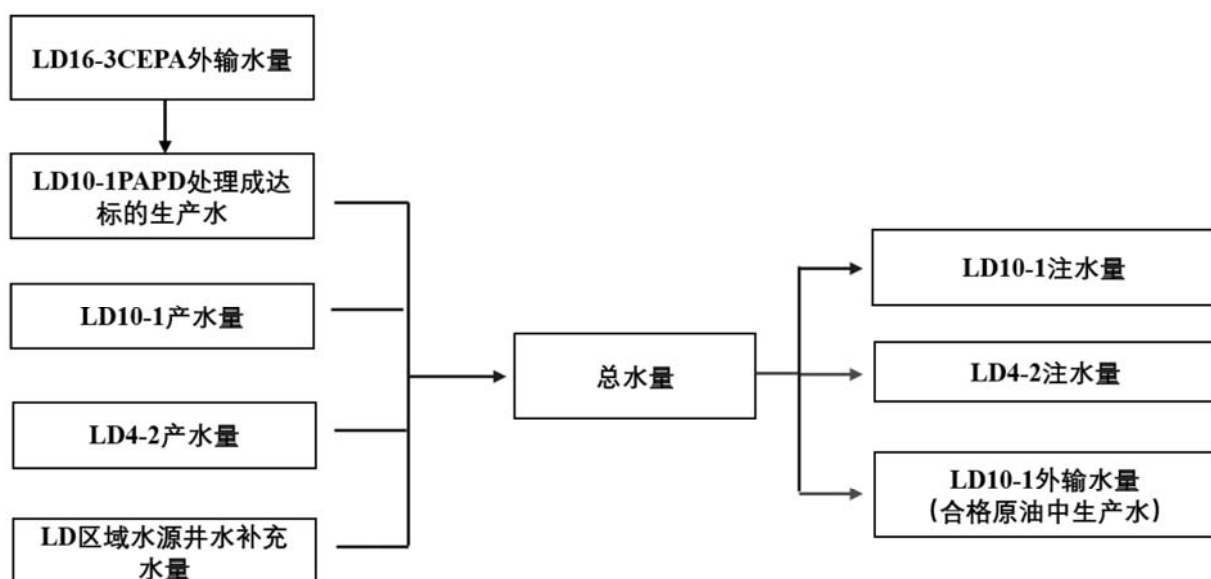 LD16-3CEPA外输水量
LD10-1PAPD处理成达
标的生产水
LD10-1产水量
LD4-2产水量
LD区域水源井水补充
水量
总水量
LD10-1注水量
LD4-2注水量
LD10-1外输水量
（合格原油中生产水）